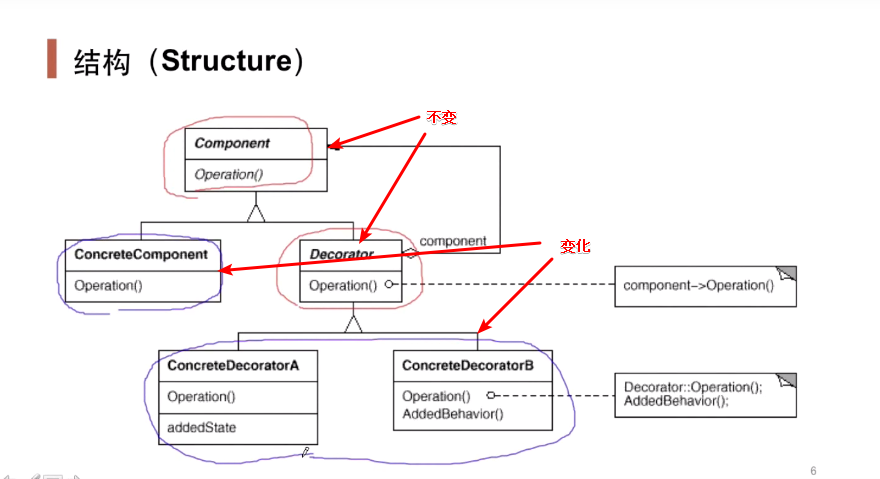 结构（Structure）
不变
Component
Operation()
component
变化
ConcreteComponent
Operation()
Decorator
Operation()
component->Operation()
ConcreteDecoratorA
Operation()
addedState
ConcreteDecoratorB
Operation()
AddedBehavior()
Decorator::Operation();
AddedBehavior();
6